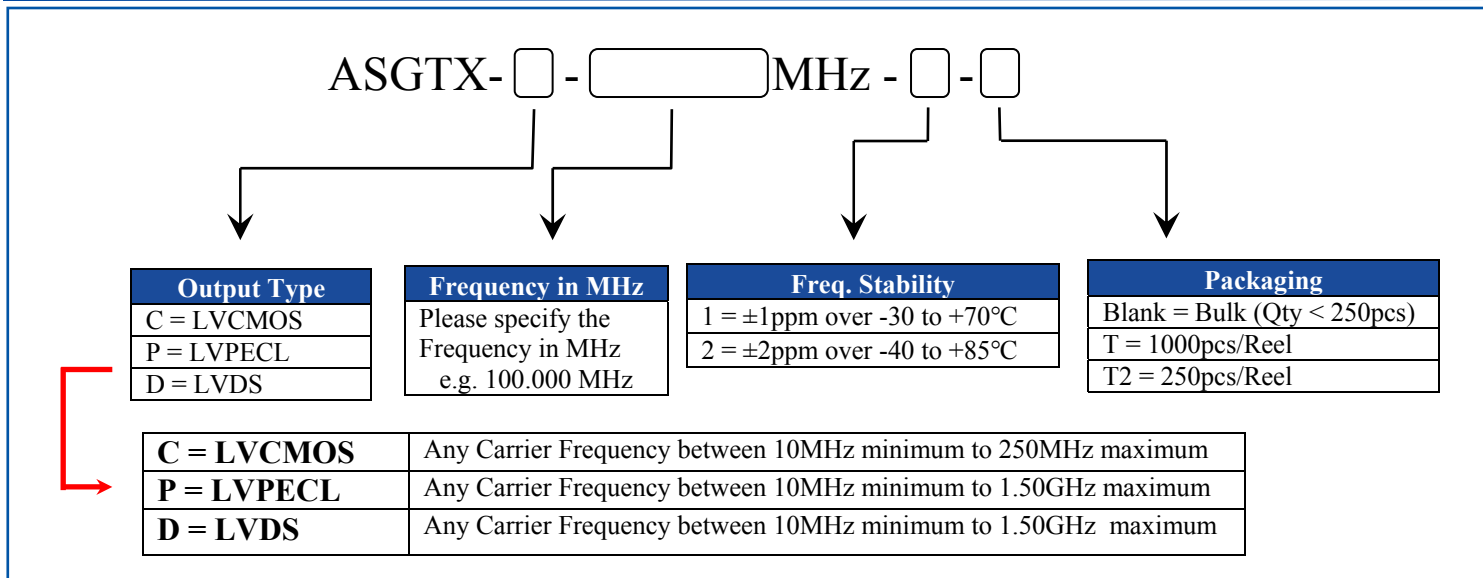 ASGTX- - MHz - -
Output Type
C = LVCMOS
P = LVPECL
D = LVDS
Frequency in MHz
Please specify the
Frequency in MHz
e.g. 100.000 MHz
Freq. Stability
1 = ±1ppm over -30 to +70℃
2 = ±2ppm over -40 to +85℃
Packaging
Blank = Bulk (Qty < 250pcs)
T = 1000pcs/Reel
T2 = 250pcs/Reel
C = LVCMOS Any Carrier Frequency between 10MHz minimum to 250MHz maximum
P = LVPECL Any Carrier Frequency between 10MHz minimum to 1.50GHz maximum
D = LVDS Any Carrier Frequency between 10MHz minimum to 1.50GHz maximum